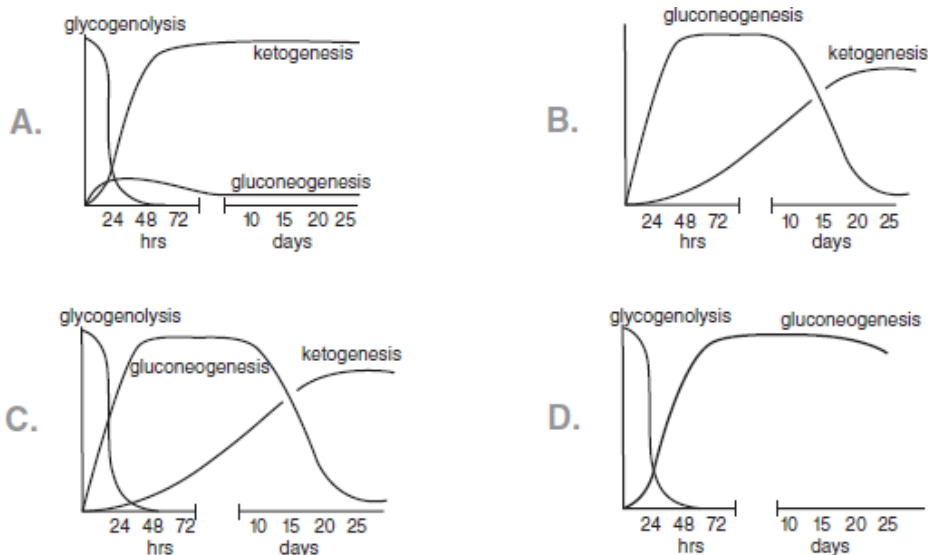 glycogenolysis
ketogenesis
A.
gluconeogenesis
24 48 72
10 15 20 25
hrs
days
gluconeogenesis
ketogenesis
B.
24 48 72
10 15 20 25
hrs
days
glycogenolysis
gluconeogenesis
ketogenesis
C.
24 48 72
10 15 20 25
hrs
days
glycogenolysis
gluconeogenesis
D.
24 48 72
10 15 20 25
hrs
days